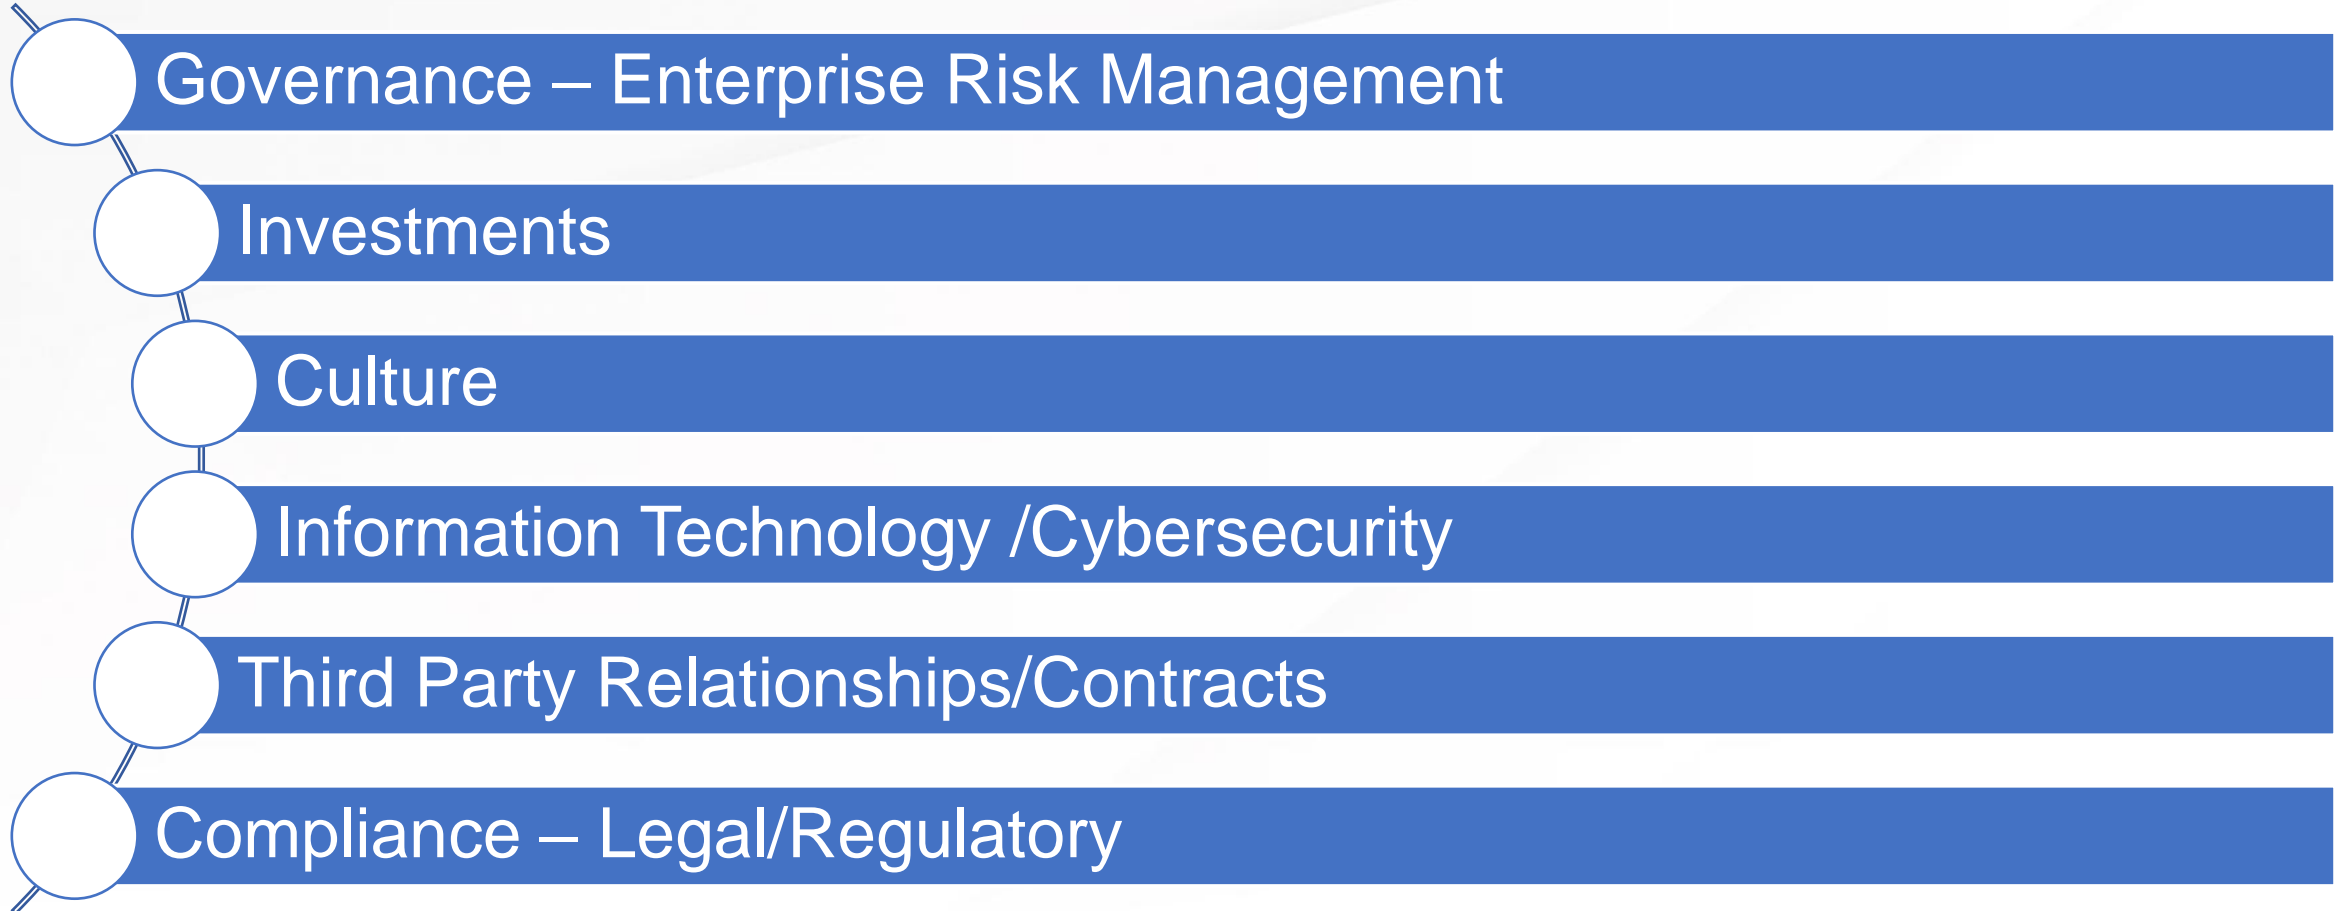 Governance – Enterprise Risk Management
Investments
Culture
Information Technology /Cybersecurity
Third Party Relationships/Contracts
Compliance – Legal/Regulatory